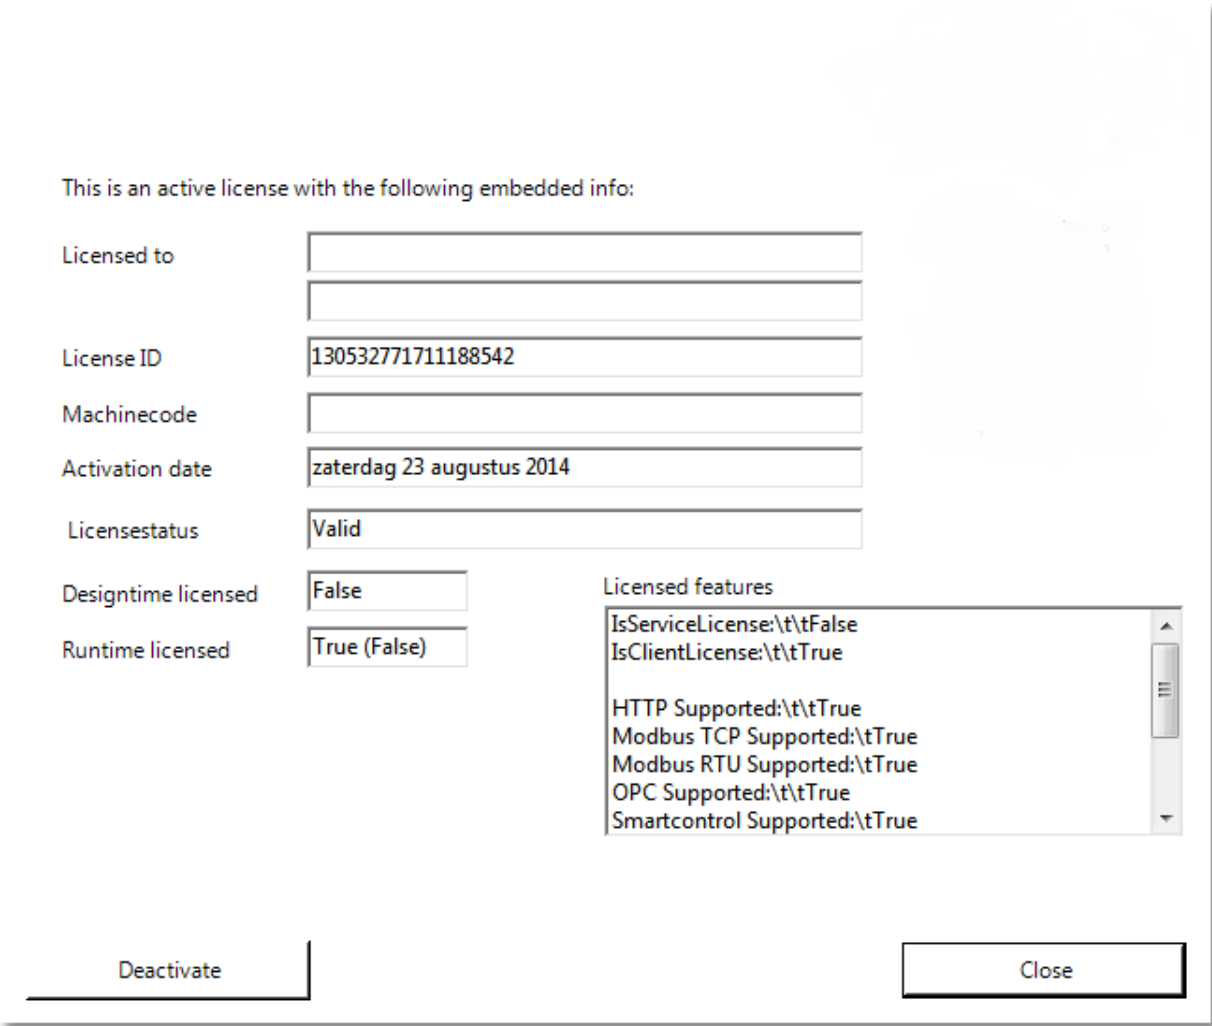 This is an active license with the following embedded info:
Licensed to
License ID
130532771711188542
Machinecode
Activation date
zaterdag 23 augustus 2014
Licensestatus
Valid
Designtime licensed
False
Runtime licensed
True (False)
Licensed features
IsServiceLicense:\t\tFalse
IsClientLicense:\t\tTrue
HTTP Supported:\t\tTrue
Modbus TCP Supported:\tTrue
Modbus RTU Supported:\tTrue
OPC Supported:\t\tTrue
Smartcontrol Supported:\tTrue
Deactivate
Close